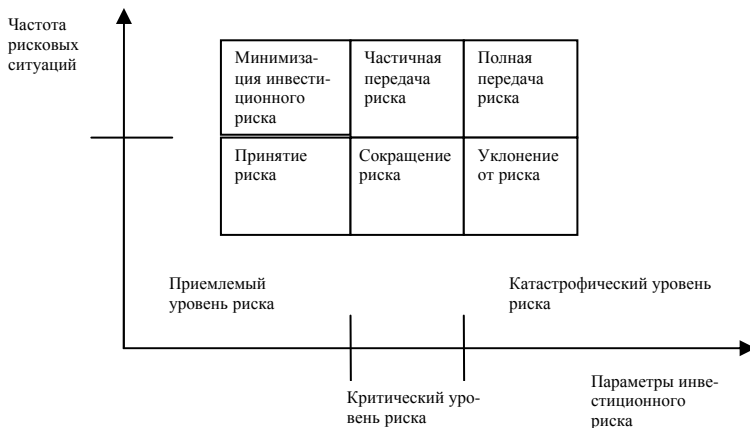 Частота
рисковых
ситуаций
Минимиза-
ция инвести-
ционного
риска
Частичная
передача
риска
Полная
передача
риска
Принятие
риска
Сокращение
риска
Уклонение
от риска
Приемлемый
уровень риска
Катастрофический уровень
риска
Критический уро-
вень риска
Параметры инве-
стиционного
риска